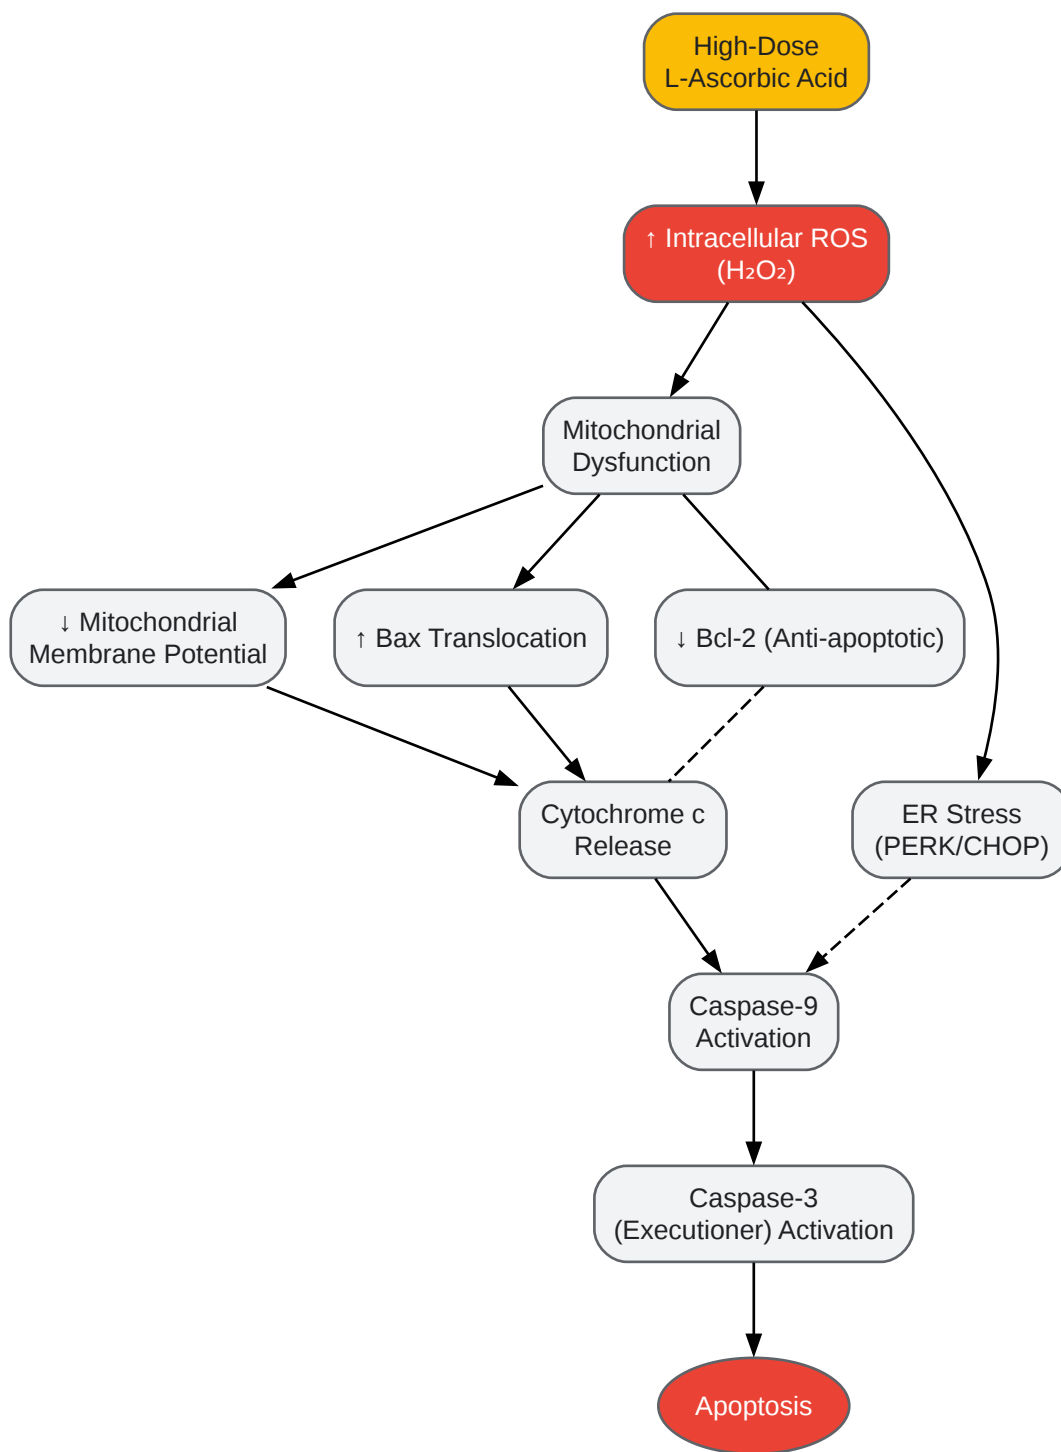 High-Dose
L-Ascorbic Acid
↑ Intracellular ROS
(H₂O₂)
Mitochondrial
Dysfunction
↓ Mitochondrial
Membrane Potential
↑ Bax Translocation
↓ Bcl-2 (Anti-apoptotic)
Cytochrome c
Release
ER Stress
(PERK/CHOP)
Caspase-9
Activation
Caspase-3
(Executioner) Activation
Apoptosis